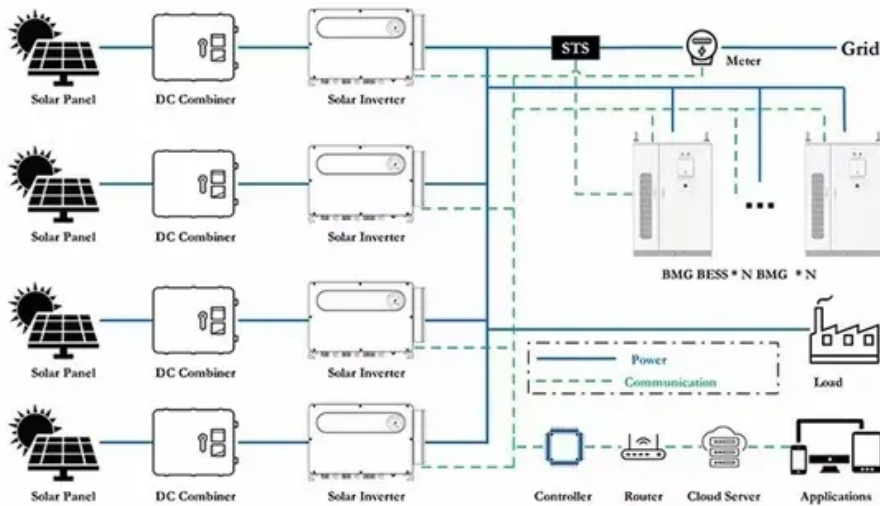 STS
Meter
Grid
Solar Panel
DC Combiner
Solar Inverter
Solar Panel
DC Combiner
Solar Inverter
BMG BESS * N BMG * N
Solar Panel
DC Combiner
Solar Inverter
Power
Communication
Load
Solar Panel
DC Combiner
Solar Inverter
Controller
Router
Cloud Server
Applications